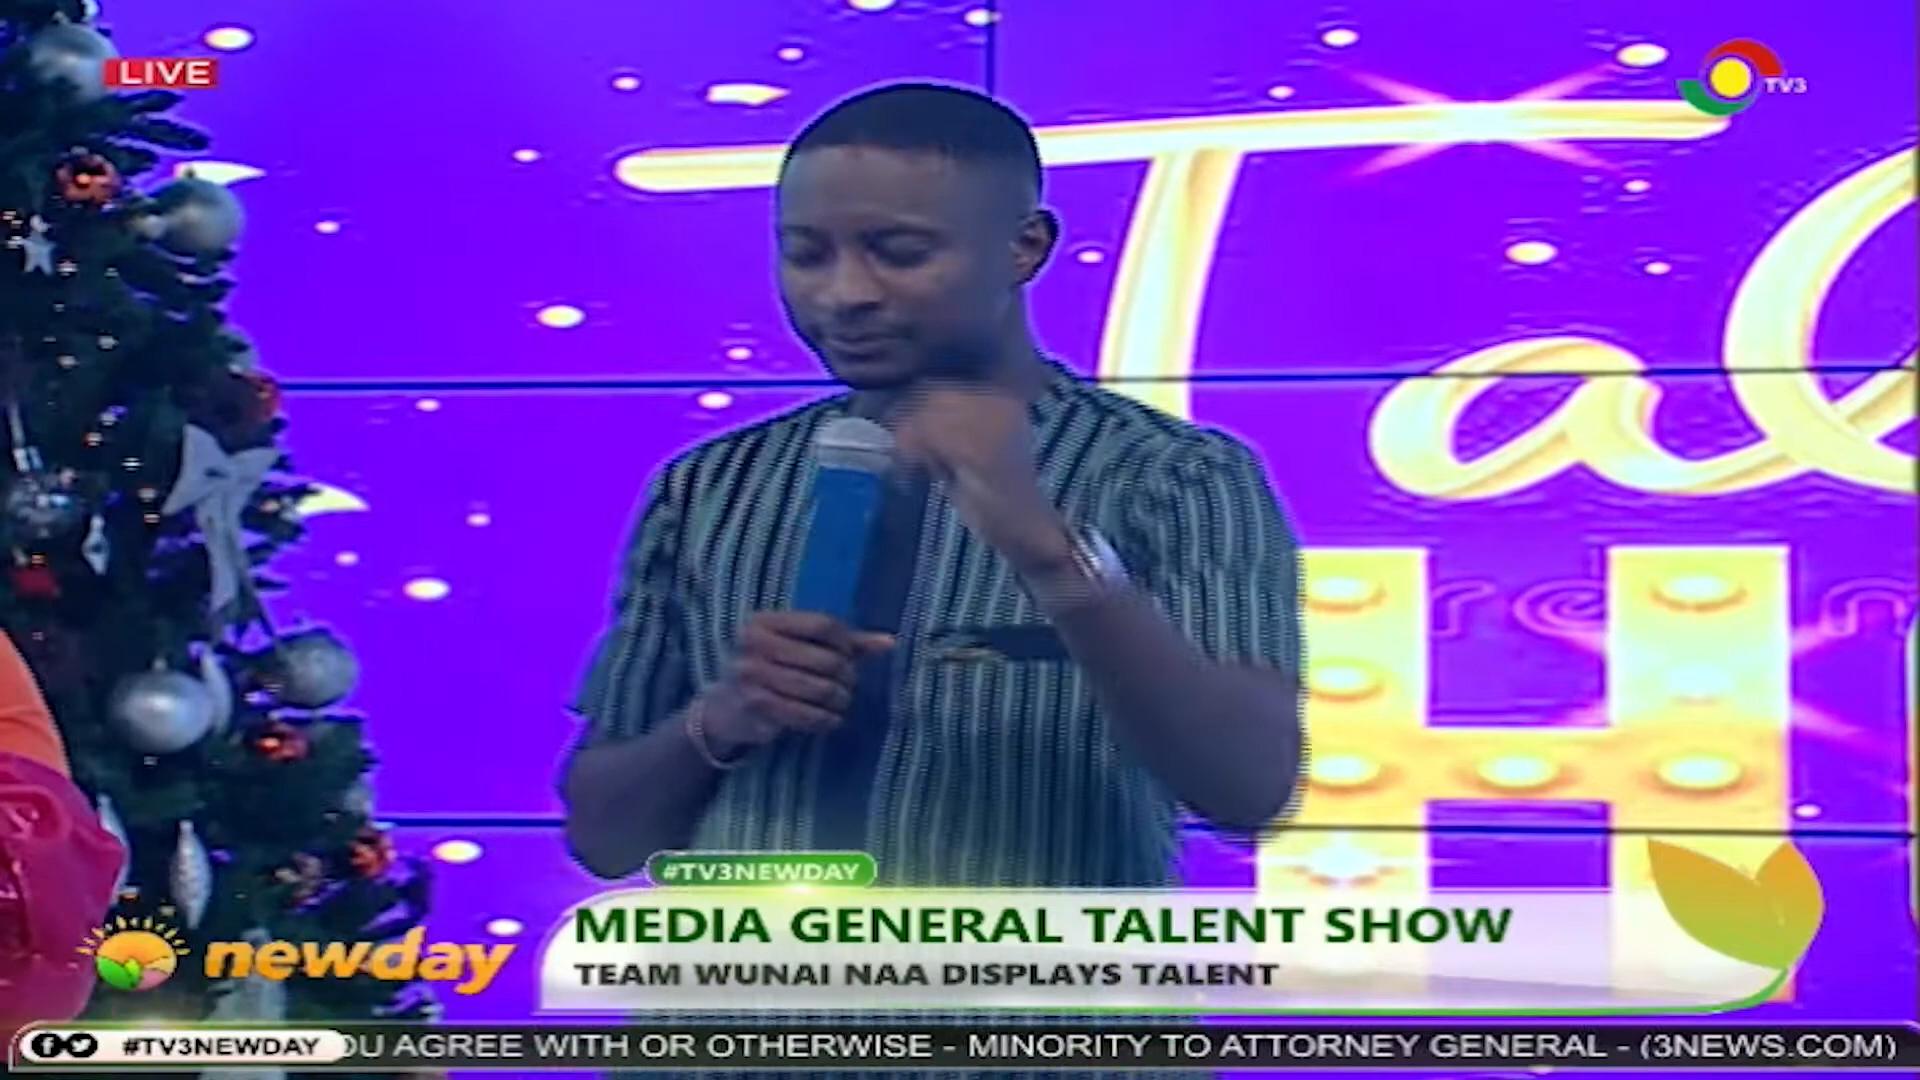 LIVE
TV3
Tal
H
#TV3NEWDAY
MEDIA GENERAL TALENT SHOW
newday
TEAM WUNAI NAA DISPLAYS TALENT
#TV3NEWDAY
OU AGREE WITH OR OTHERWISE - MINORITY TO ATTORNEY GENERAL - (3NEWS.COM)